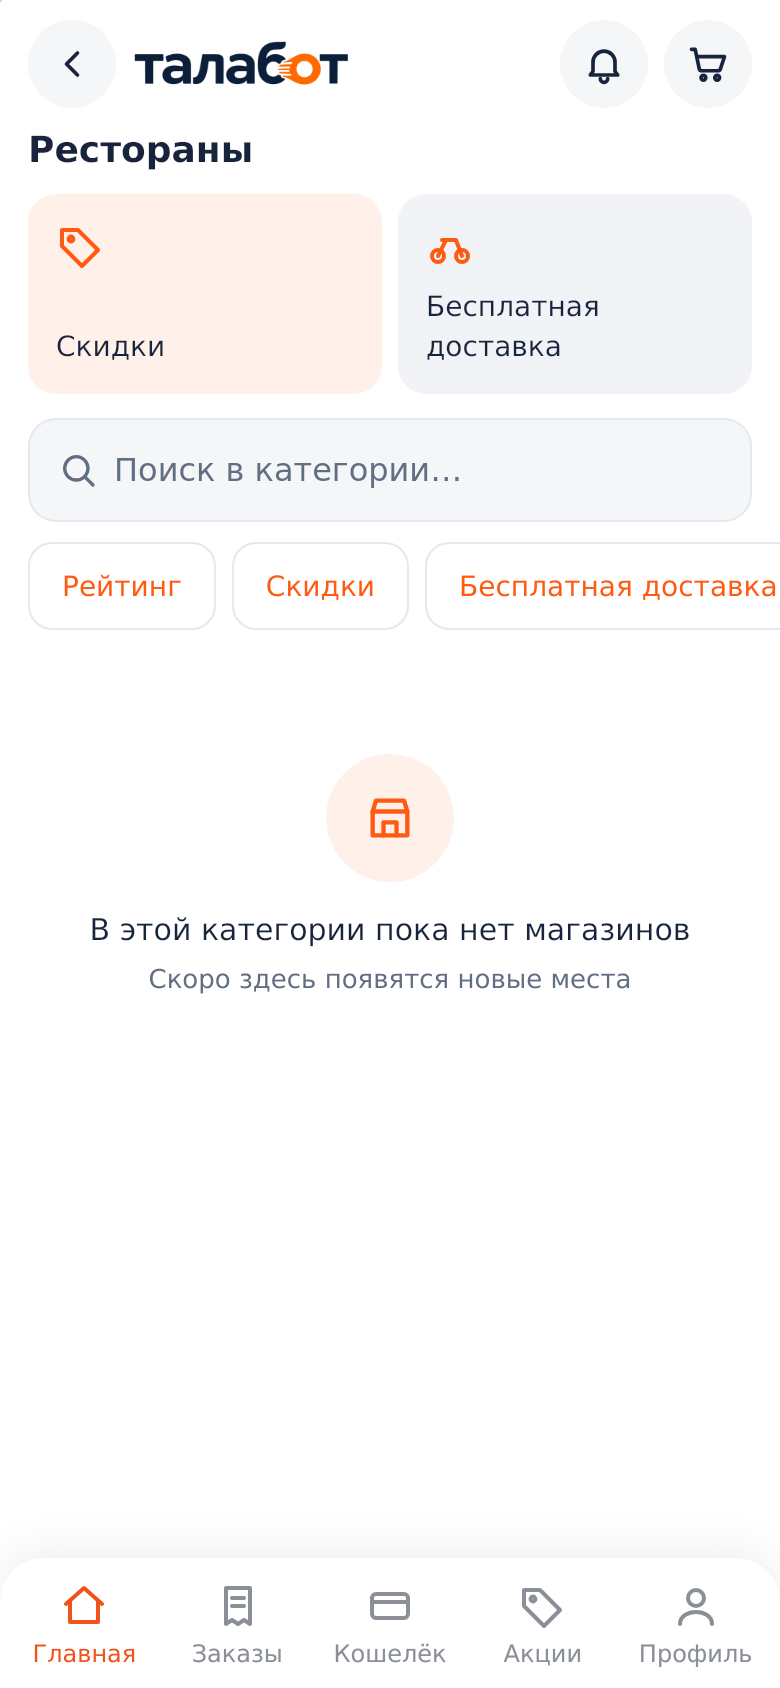 талабот
Рестораны
Скидки
Бесплатная
доставка
Поиск в категории...
Рейтинг
Скидки
Бесплатная доставка
В этой категории пока нет магазинов
Скоро здесь появятся новые места
Главная
Заказы
Кошелёк
Акции
Профиль